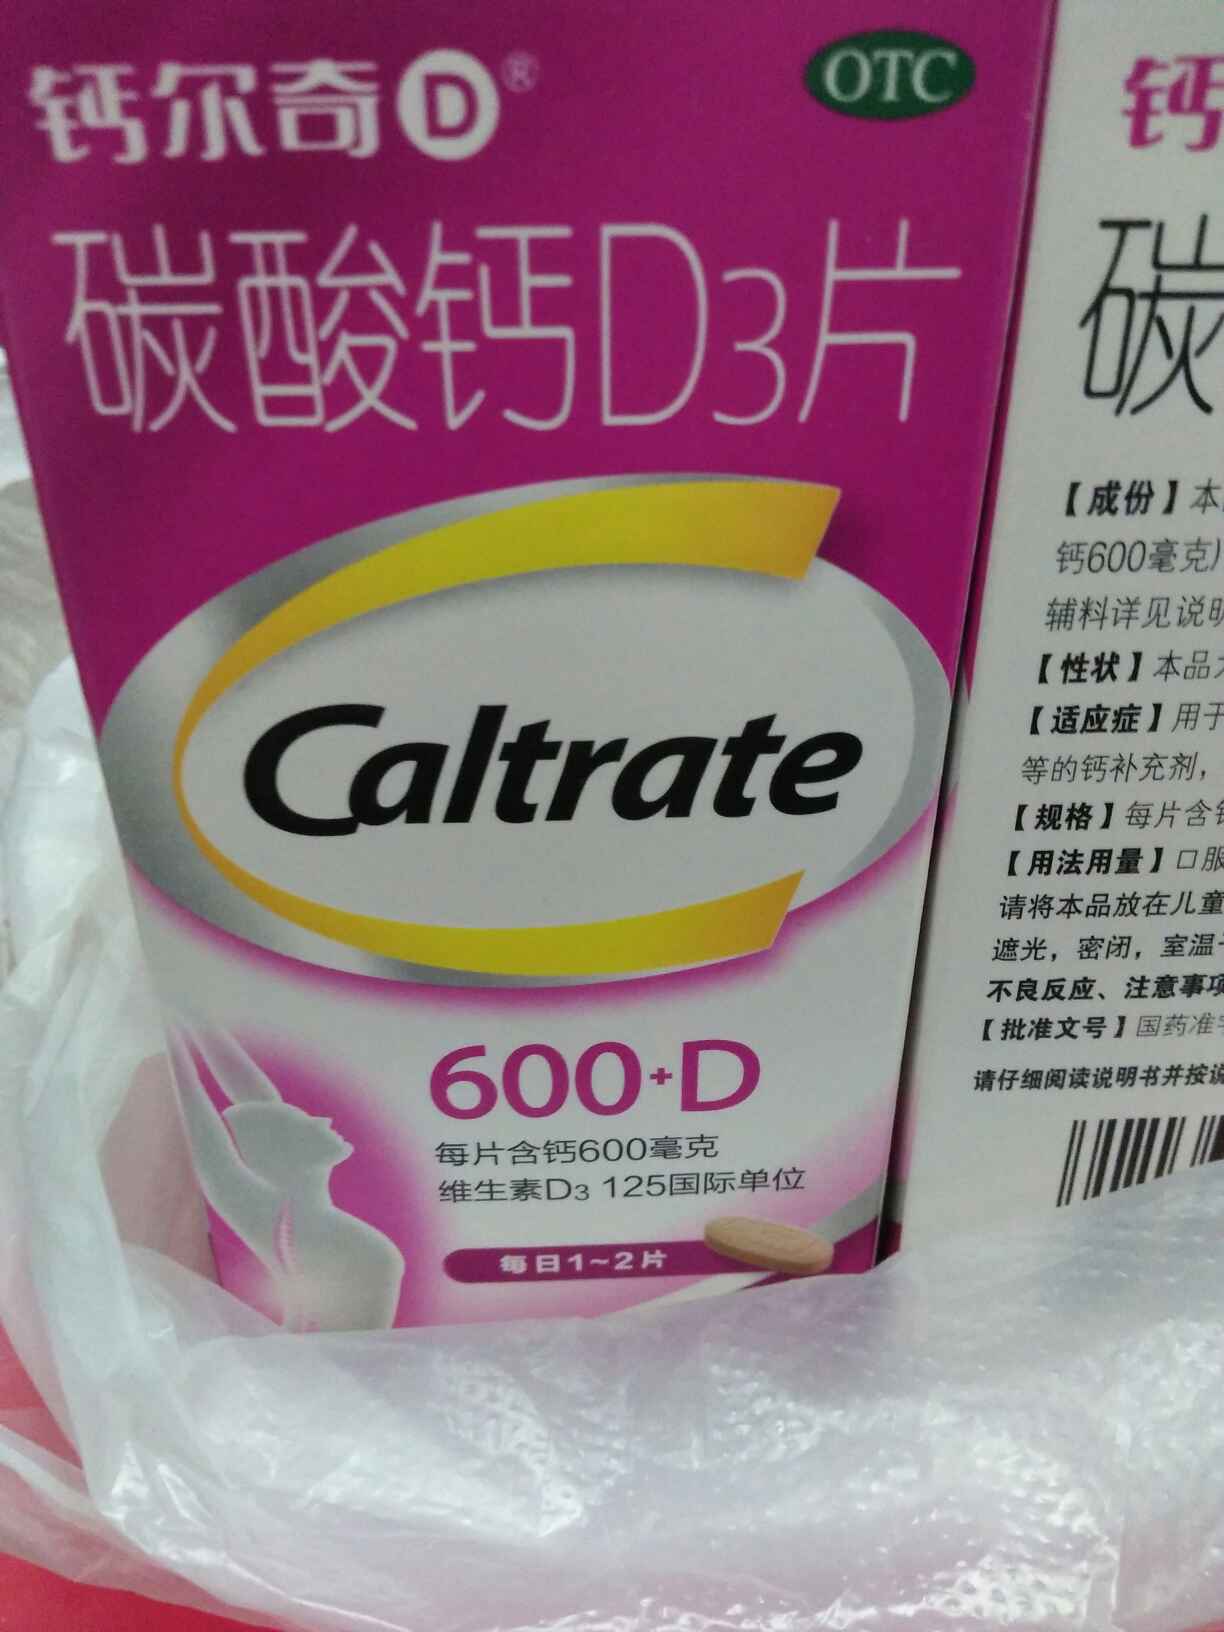 钙尔奇D®
OTC
碳酸钙D3片
Caltrate
600+D
每片含钙600毫克
维生素D3 125国际单位
每日1~2片
钙
碳
【成份】本
钙600毫克)
辅料详见说明
【性状】本品
【适应症】用于
等的钙补充剂，
【规格】每片含
【用法用量】口服
请将本品放在儿童
遮光，密闭，室温
不良反应、注意事项
【批准文号】国药准字
请仔细阅读说明书并按说